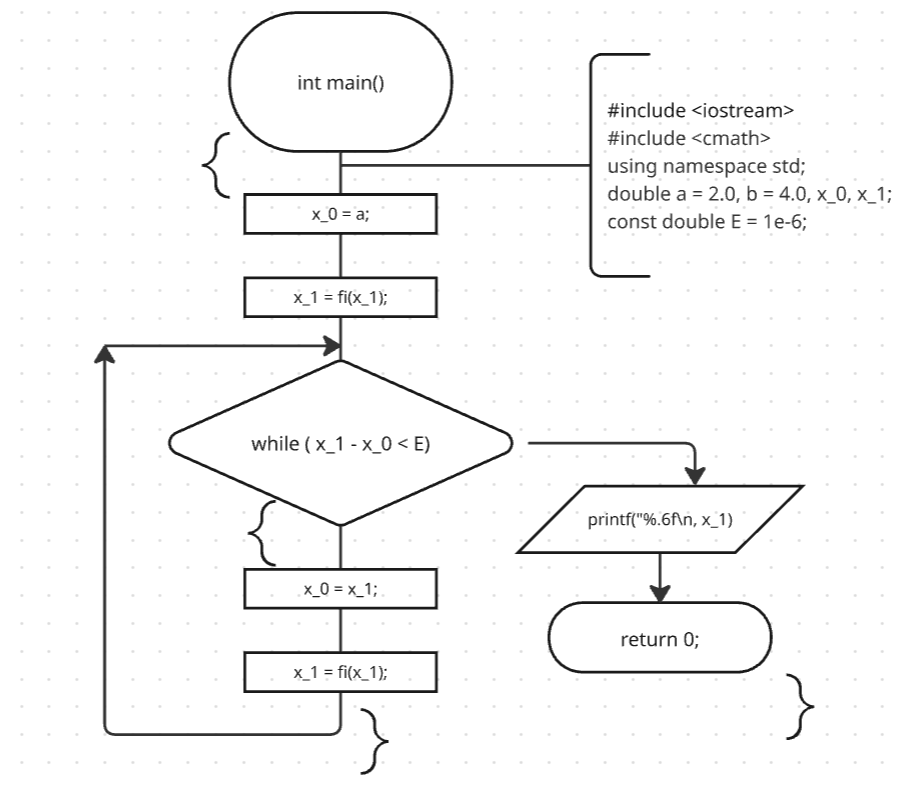 int main()
{
#include <iostream>
#include <cmath>
using namespace std;
double a = 2.0, b = 4.0, x_0, x_1;
const double E = 1e-6;
x_0 = a;
x_1 = fi(x_1);
while ( x_1 - x_0 < E)
{
x_0 = x_1;
x_1 = fi(x_1);
}
printf("%.6f\n, x_1)
return 0;
}